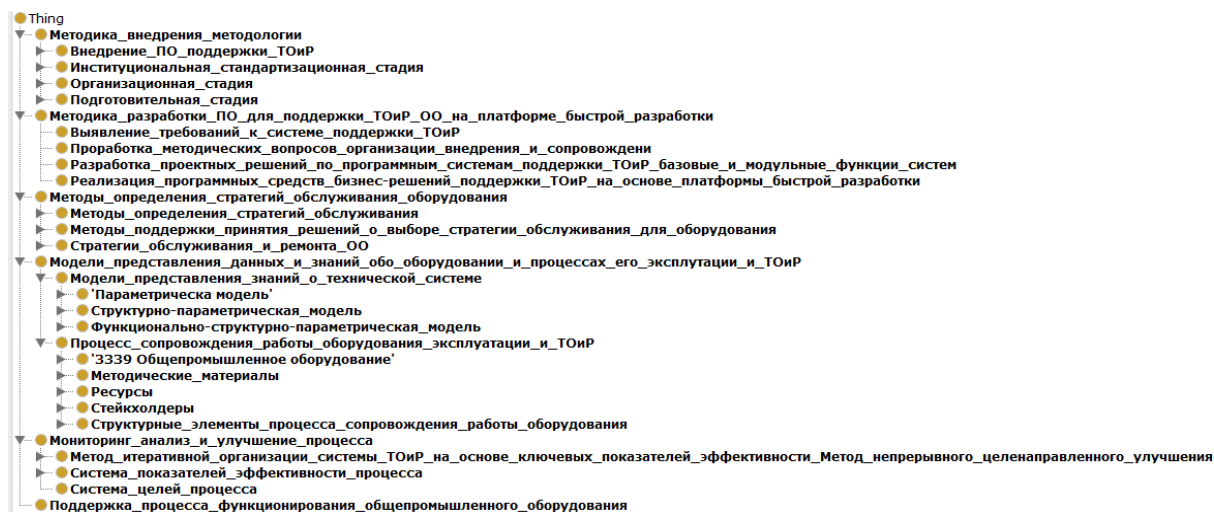 Thing
Методика_внедрения_методологии
Внедрение_ПО_поддержки_ТОиР
Институциональная_стандартизационная_стадия
Организационная_стадия
Подготовительная_стадия
Методика_разработки_ПО_для_поддержки_ТОиР_ОО_на_платформе_быстрой_разработки
Выявление_требований_к_системе_поддержки_ТОиР
Проработка_методических_вопросов_организации_внедрения_и_сопровождени
Разработка_проектных_решений_по_программным_системам_поддержки_ТОиР_базовые_и_модульные_функции_систем
Реализация_программных_средств_бизнес-решений_поддержки_ТОиР_на_основе_платформы_быстрой_разработки
Методы_определения_стратегий_обслуживания_оборудования
Методы_определения_стратегий_обслуживания
Методы_поддержки_принятия_решений_о_выборе_стратегии_обслуживания_для_оборудования
Стратегии_обслуживания_и_ремонта_ОО
Модели_представления_данных_и_знаний_обо_оборудовании_и_процессах_его_эксплутации_и_ТОиР
Модели_представления_знаний_о_технической_системе
'Параметрическа модель'
Структурно-параметрическая_модель
Функционально-структурно-параметрическая_модель
Процесс_сопровождения_работы_оборудования_эксплуатации_и_ТОиР
'3339 Общепромышленное оборудование'
Методические_материалы
Ресурсы
Стейкхолдеры
Структурные_элементы_процесса_сопровождения_работы_оборудования
Мониторинг_анализ_и_улучшение_процесса
Метод_итеративной_организации_системы_ТОиР_на_основе_ключевых_показателей_эффективности_Метод_непрерывного_целенаправленного_улучшения
Система_показателей_эффективности_процесса
Система_целей_процесса
Поддержка_процесса_функционирования_общепромышленного_оборудования